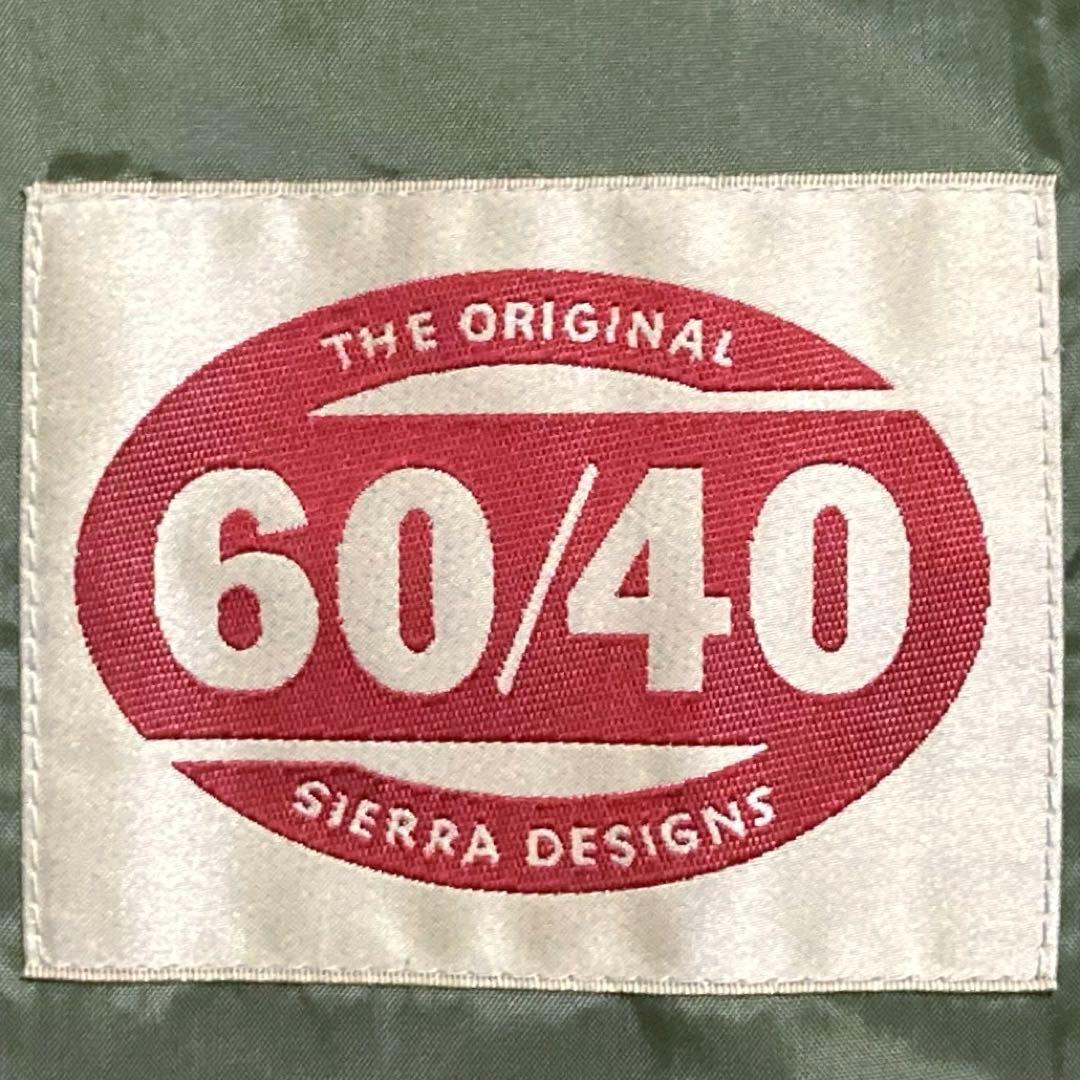 THE ORIGINAL
60/40
SIERRA DESIGNS